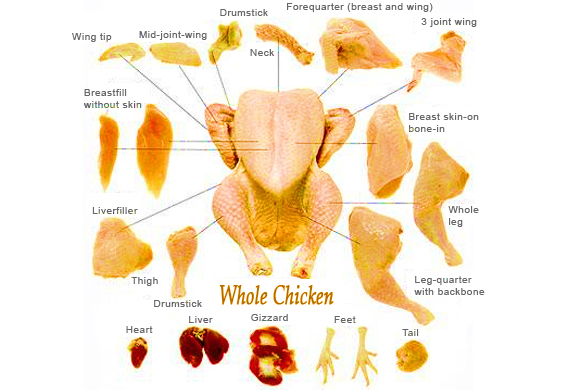 Drumstick
Forequarter (breast and wing)
Wing tip
Mid-joint-wing
Neck
3 joint wing
Breastfill
without skin
Breast skin-on
bone-in
Liverfiller
Whole
leg
Thigh
Drumstick
Leg-quarter
with backbone
Whole Chicken
Heart
Liver
Gizzard
Feet
Tail